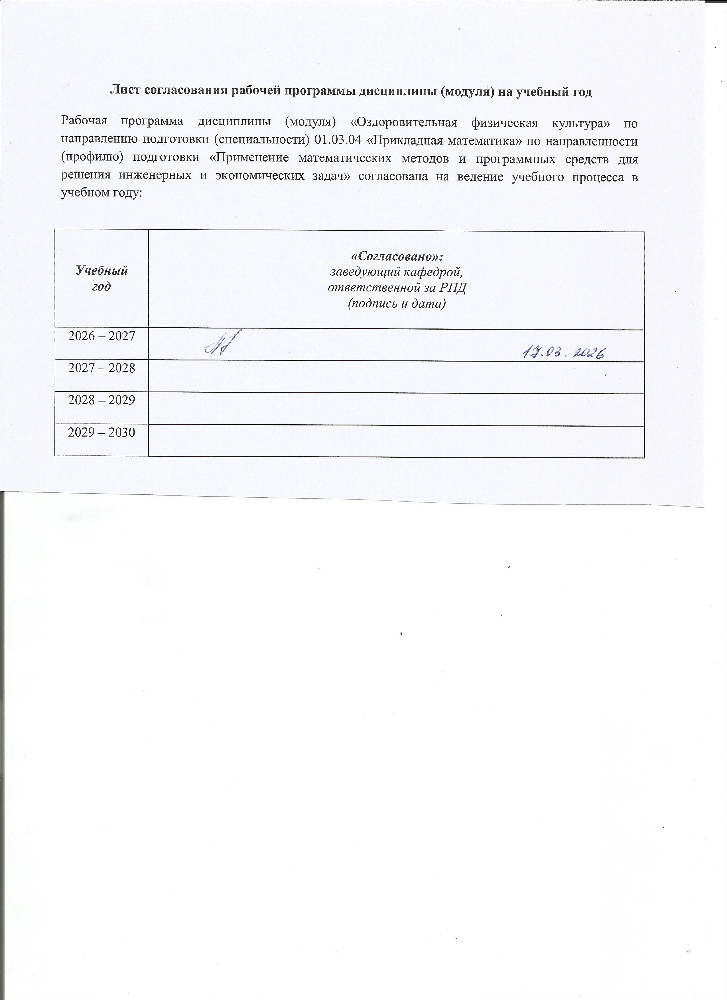 Лист согласования рабочей программы дисциплины (модуля) на учебный год
Рабочая программа дисциплины (модуля) «Оздоровительная физическая культура» по
направлению подготовки (специальности) 01.03.04 «Прикладная математика» по направленности
(профилю) подготовки «Применение математических методов и программных средств для
решения инженерных и экономических задач» согласована на ведение учебного процесса в
учебном году:
Учебный
год
«Согласовано»:
заведующий кафедрой,
ответственной за РПД
(подпись и дата)
2026 – 2027
17.03.2026
2027 – 2028
2028 – 2029
2029 – 2030